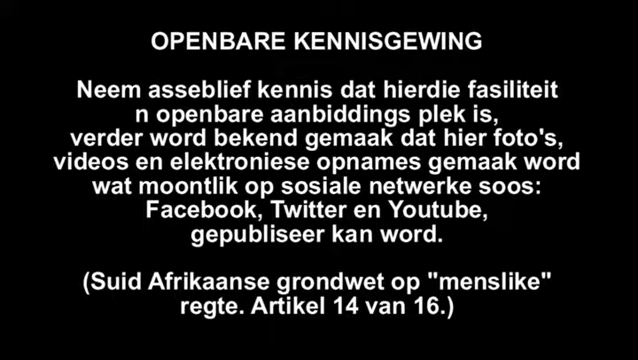 OPENBARE KENNISGEWING
Neem asseblief kennis dat hierdie fasiliteit
n openbare aanbiddings plek is,
verder word bekend gemaak dat hier foto's,
videos en elektroniese opnames gemaak word
wat moontlik op sosiale netwerke soos:
Facebook, Twitter en Youtube,
gepubliseer kan word.
(Suid Afrikaanse grondwet op "menslike"
regte. Artikel 14 van 16.)